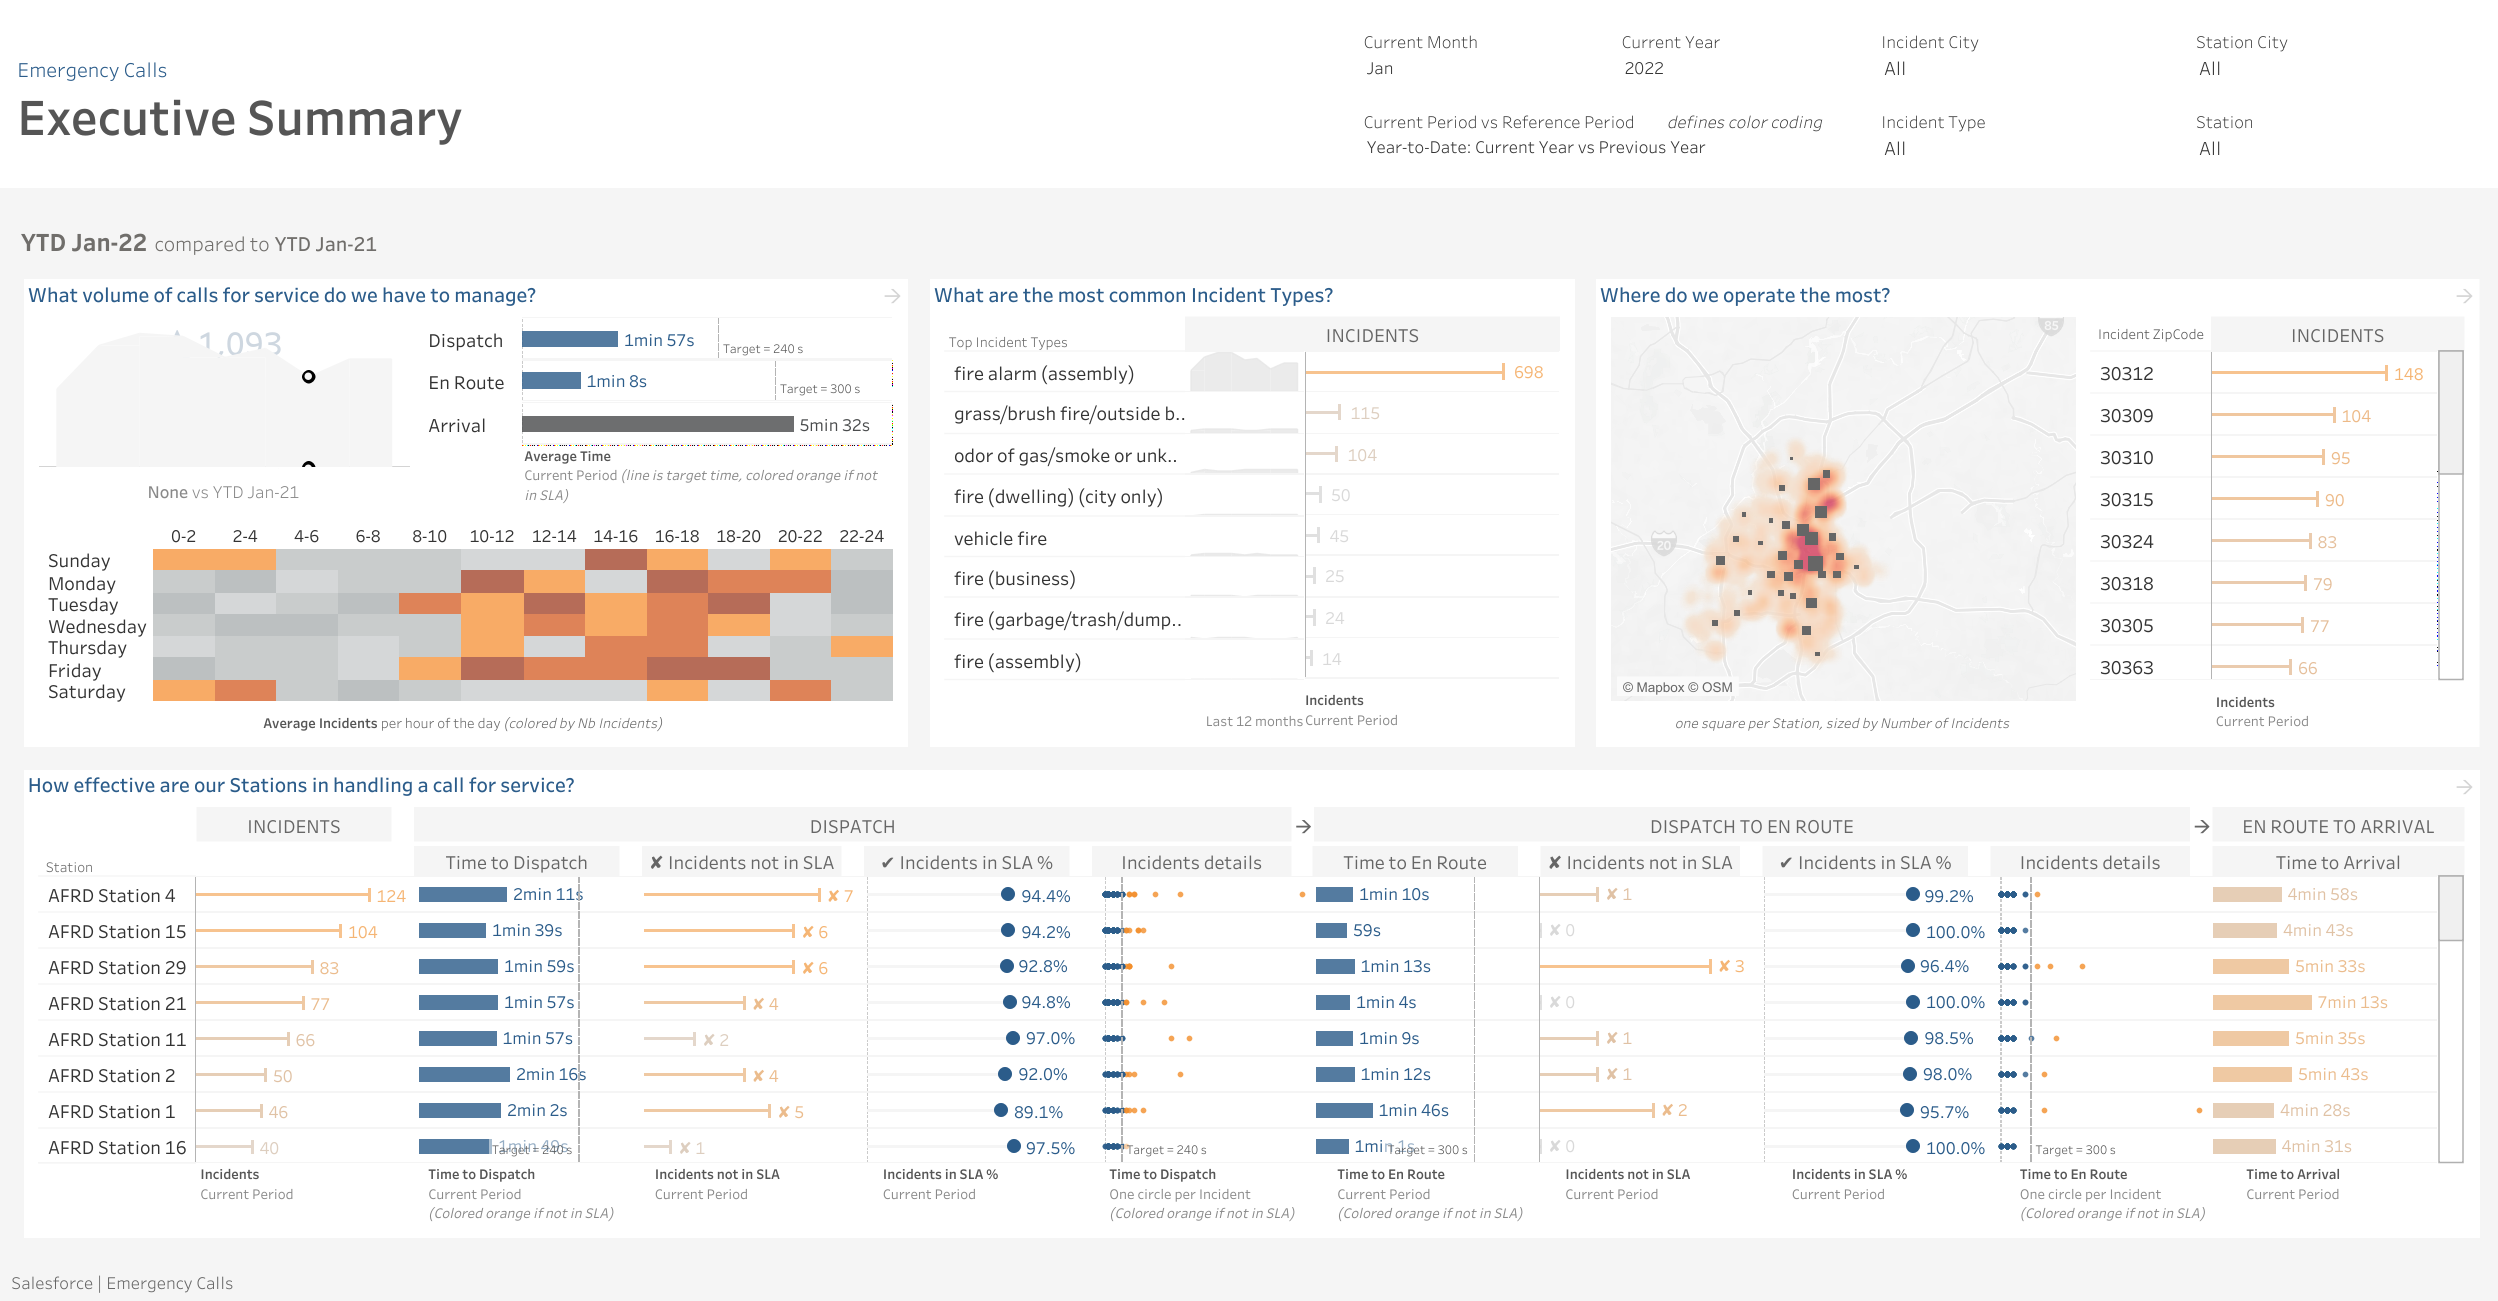 Emergency Calls
Executive Summary
Current Month
Jan
Current Year
2022
Incident City
All
Station City
All
Current Period vs Reference Period defines color coding
Year-to-Date: Current Year vs Previous Year
Incident Type
All
Station
All
YTD Jan-22 compared to YTD Jan-21
What volume of calls for service do we have to manage?
1,093
None vs YTD Jan-21
Dispatch 1min 57s Target = 240 s
En Route 1min 8s Target = 300 s
Arrival 5min 32s
Average Time
Current Period (line is target time, colored orange if not
in SLA)
0-2 2-4 4-6 6-8 8-10 10-12 12-14 14-16 16-18 18-20 20-22 22-24
Sunday
Monday
Tuesday
Wednesday
Thursday
Friday
Saturday
Average Incidents per hour of the day (colored by Nb Incidents)
What are the most common Incident Types?
Top Incident Types INCIDENTS
fire alarm (assembly) 698
grass/brush fire/outside b.. 115
odor of gas/smoke or unk.. 104
fire (dwelling) (city only) 50
vehicle fire 45
fire (business) 25
fire (garbage/trash/dump.. 24
fire (assembly) 14
Incidents
Last 12 months Current Period
Where do we operate the most?
85
20
© Mapbox © OSM
one square per Station, sized by Number of Incidents
Incident ZipCode INCIDENTS
30312 148
30309 104
30310 95
30315 90
30324 83
30318 79
30305 77
30363 66
Incidents
Current Period
How effective are our Stations in handling a call for service?
INCIDENTS DISPATCH → DISPATCH TO EN ROUTE → EN ROUTE TO ARRIVAL
Station Time to Dispatch ✘ Incidents not in SLA ✔ Incidents in SLA % Incidents details Time to En Route ✘ Incidents not in SLA ✔ Incidents in SLA % Incidents details Time to Arrival
AFRD Station 4 124 2min 11s ✘ 7 94.4% 1min 10s ✘ 1 99.2% 4min 58s
AFRD Station 15 104 1min 39s ✘ 6 94.2% 59s ✘ 0 100.0% 4min 43s
AFRD Station 29 83 1min 59s ✘ 6 92.8% 1min 13s ✘ 3 96.4% 5min 33s
AFRD Station 21 77 1min 57s ✘ 4 94.8% 1min 4s ✘ 0 100.0% 7min 13s
AFRD Station 11 66 1min 57s ✘ 2 97.0% 1min 9s ✘ 1 98.5% 5min 35s
AFRD Station 2 50 2min 16s ✘ 4 92.0% 1min 12s ✘ 1 98.0% 5min 43s
AFRD Station 1 46 2min 2s ✘ 5 89.1% 1min 46s ✘ 2 95.7% 4min 28s
AFRD Station 16 40 1min 49s Target = 240 s ✘ 1 97.5% Target = 240 s 1min 1s Target = 300 s ✘ 0 100.0% Target = 300 s 4min 31s
Incidents Time to Dispatch Incidents not in SLA Incidents in SLA % Time to Dispatch Time to En Route Incidents not in SLA Incidents in SLA % Time to En Route Time to Arrival
Current Period Current Period Current Period Current Period One circle per Incident Current Period Current Period Current Period One circle per Incident Current Period
(Colored orange if not in SLA) (Colored orange if not in SLA) (Colored orange if not in SLA) (Colored orange if not in SLA)
Salesforce | Emergency Calls